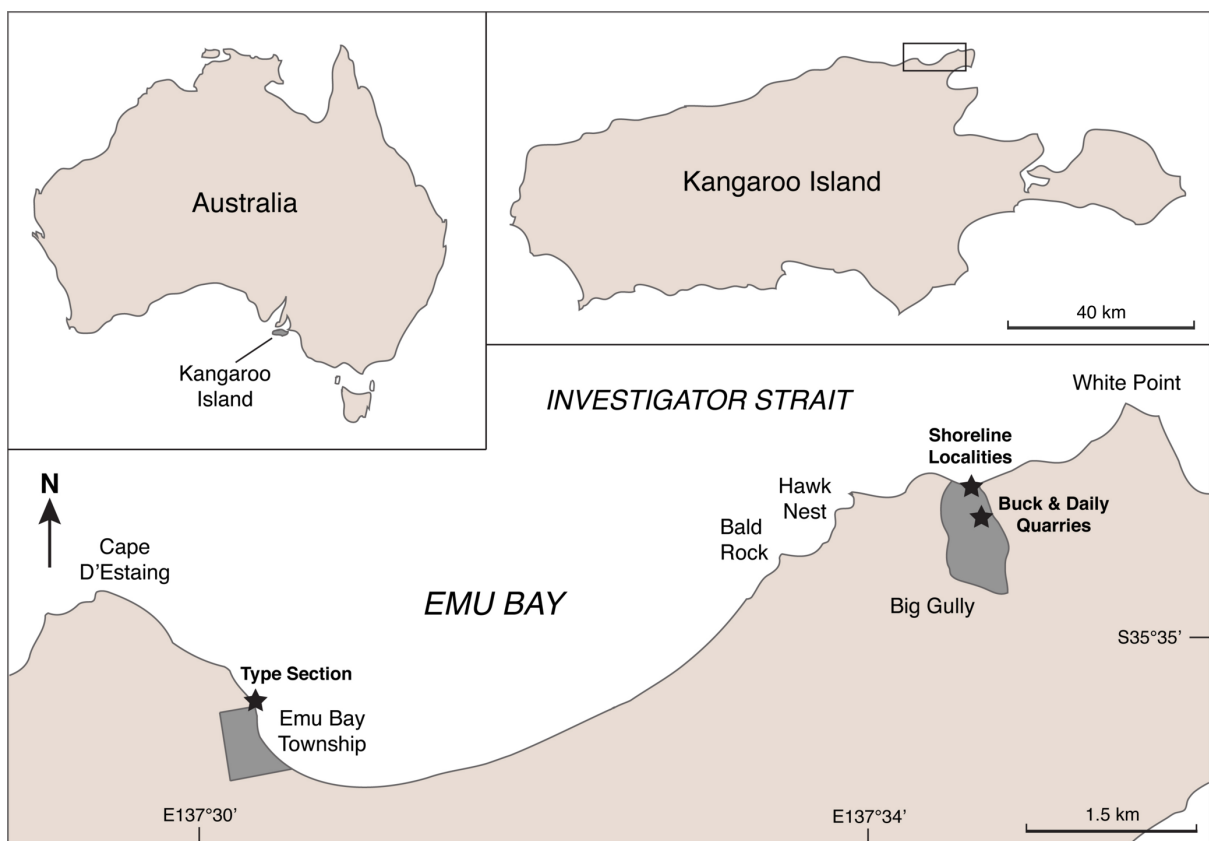 Australia
Kangaroo
Island
Kangaroo Island
40 km
INVESTIGATOR STRAIT
White Point
Shoreline
Localities
Buck & Daily
Quarries
Hawk
Nest
Bald
Rock
Big Gully
N
Cape
D’Estaing
EMU BAY
S35°35’
Type Section
Emu Bay
Township
E137°30’
E137°34’
1.5 km